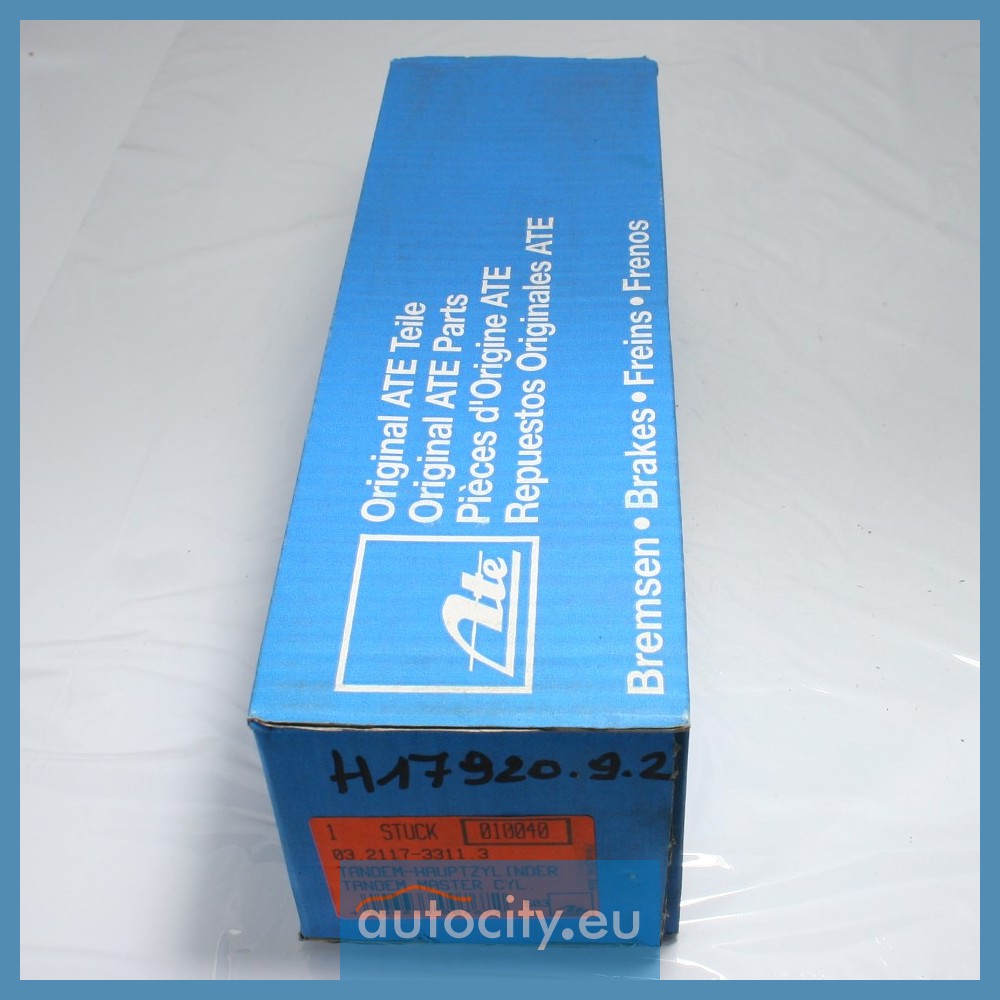 Original ATE Teile
Original ATE Parts
Pièces d'Origine ATE
Repuestos Originales ATE
Ate
Bremsen • Brakes • Freins • Frenos
H17920.9.2
1 STUCK 010040
03.2117-3311.3
TANDEM-HAUPTZYLINDER
TANDEM MASTER CYL
autocity.eu